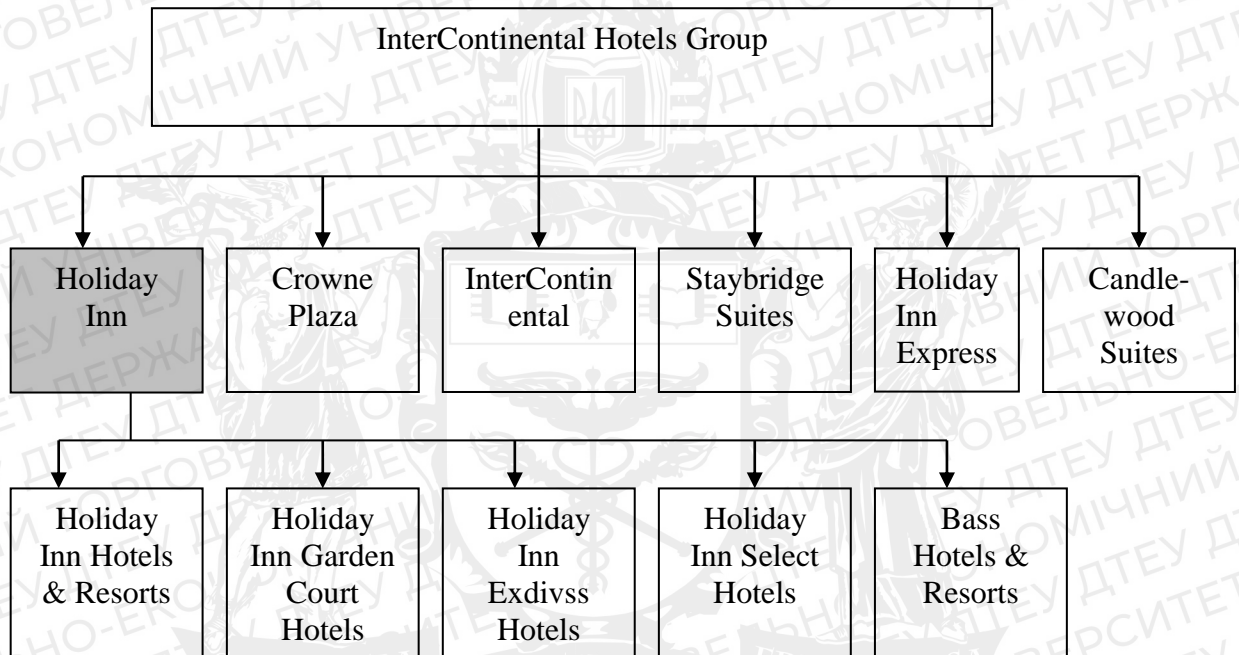 InterContinental Hotels Group
Holiday
Inn
Crowne
Plaza
InterContin
ental
Staybridge
Suites
Holiday
Inn
Express
Candle-
wood
Suites
Holiday
Inn Hotels
& Resorts
Holiday
Inn Garden
Court
Hotels
Holiday
Inn
Exdivss
Hotels
Holiday
Inn Select
Hotels
Bass
Hotels &
Resorts